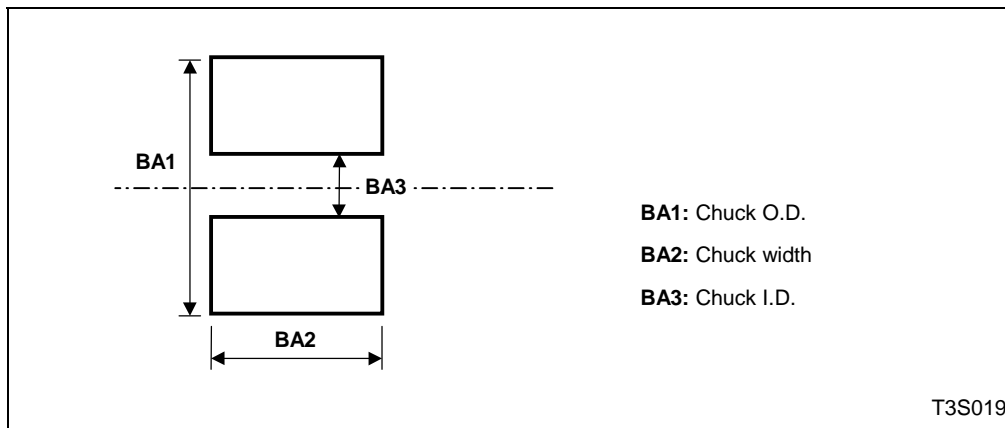 BA1
BA3
BA1: Chuck O.D.
BA2: Chuck width
BA3: Chuck I.D.
BA2
T3S019